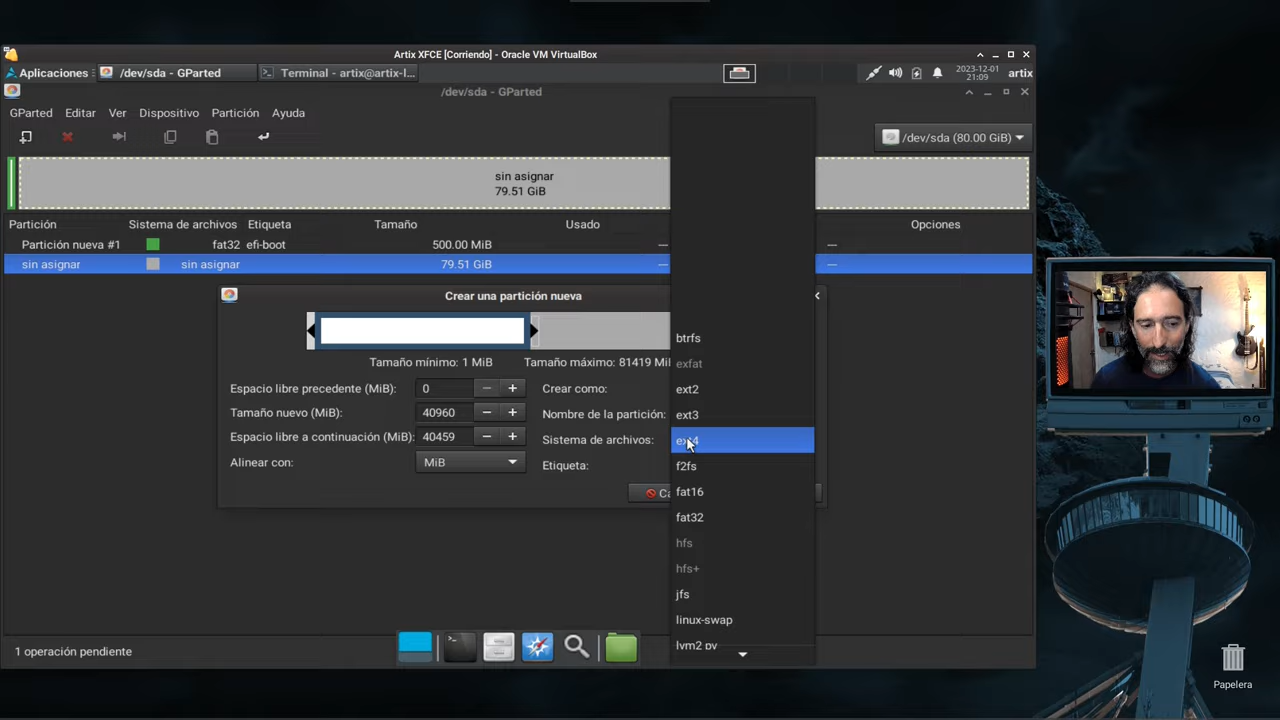 Artix XFCE [Corriendo] - Oracle VM VirtualBox
Aplicaciones
/dev/sda - GParted
Terminal - artix@artix-l...
2023-12-01
21:09
artix
/dev/sda - GParted
GParted Editar Ver Dispositivo Partición Ayuda
/dev/sda (80.00 GiB)
sin asignar
79.51 GiB
Partición Sistema de archivos Etiqueta Tamaño Usado Opciones
Partición nueva #1 fat32 efi-boot 500.00 MiB --- ---
sin asignar sin asignar 79.51 GiB --- ---
Crear una partición nueva
Tamaño mínimo: 1 MiB Tamaño máximo: 81419 MiB
Espacio libre precedente (MiB): 0
Tamaño nuevo (MiB): 40960
Espacio libre a continuación (MiB): 40459
Alinear con: MiB
Crear como:
Nombre de la partición:
Sistema de archivos:
Etiqueta:
btrfs
exfat
ext2
ext3
ext4
f2fs
fat16
fat32
hfs
hfs+
jfs
linux-swap
lvm2 pv
1 operación pendiente
Papelera